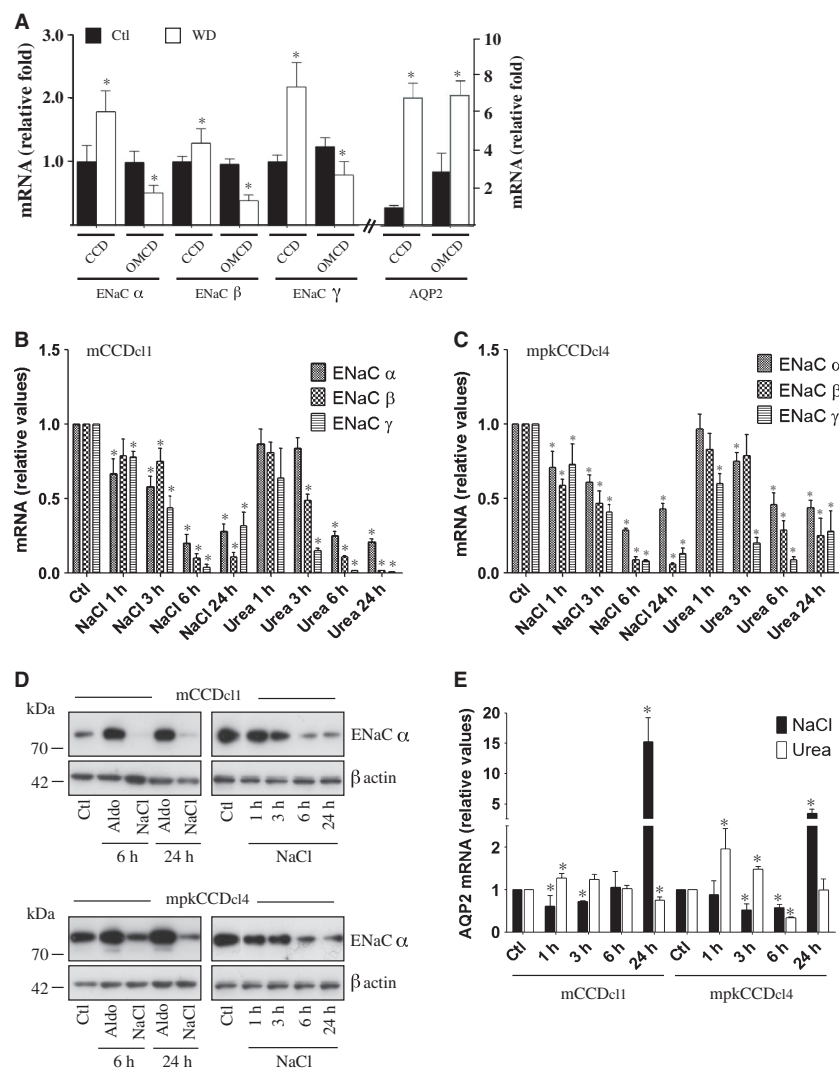 A
Ctl WD
mRNA (relative fold)
3.0
2.0
1.0
10
8
6
4
2
mRNA (relative fold)
CCD OMCD CCD OMCD CCD OMCD CCD OMCD
ENaC α ENaC β ENaC γ AQP2
B
mCCDcl1
ENaC α
ENaC β
ENaC γ
mRNA (relative values)
1.5
1.0
0.5
0.0
Ctl NaCl 1 h NaCl 3 h NaCl 6 h NaCl 24 h Urea 1 h Urea 3 h Urea 6 h Urea 24 h
C
mpkCCDcl4
ENaC α
ENaC β
ENaC γ
mRNA (relative values)
1.5
1.0
0.5
0.0
Ctl NaCl 1 h NaCl 3 h NaCl 6 h NaCl 24 h Urea 1 h Urea 3 h Urea 6 h Urea 24 h
D
mCCDcl1
kDa
70
42
ENaC α
β actin
Ctl Aldo NaCl Aldo NaCl Ctl 1 h 3 h 6 h 24 h
6 h 24 h NaCl
mpkCCDcl4
kDa
70
42
ENaC α
β actin
Ctl Aldo NaCl Aldo NaCl Ctl 1 h 3 h 6 h 24 h
6 h 24 h NaCl
E
NaCl
Urea
AQP2 mRNA (relative values)
20
15
10
5
2
1
0
Ctl 1 h 3 h 6 h 24 h Ctl 1 h 3 h 6 h 24 h
mCCDcl1 mpkCCDcl4